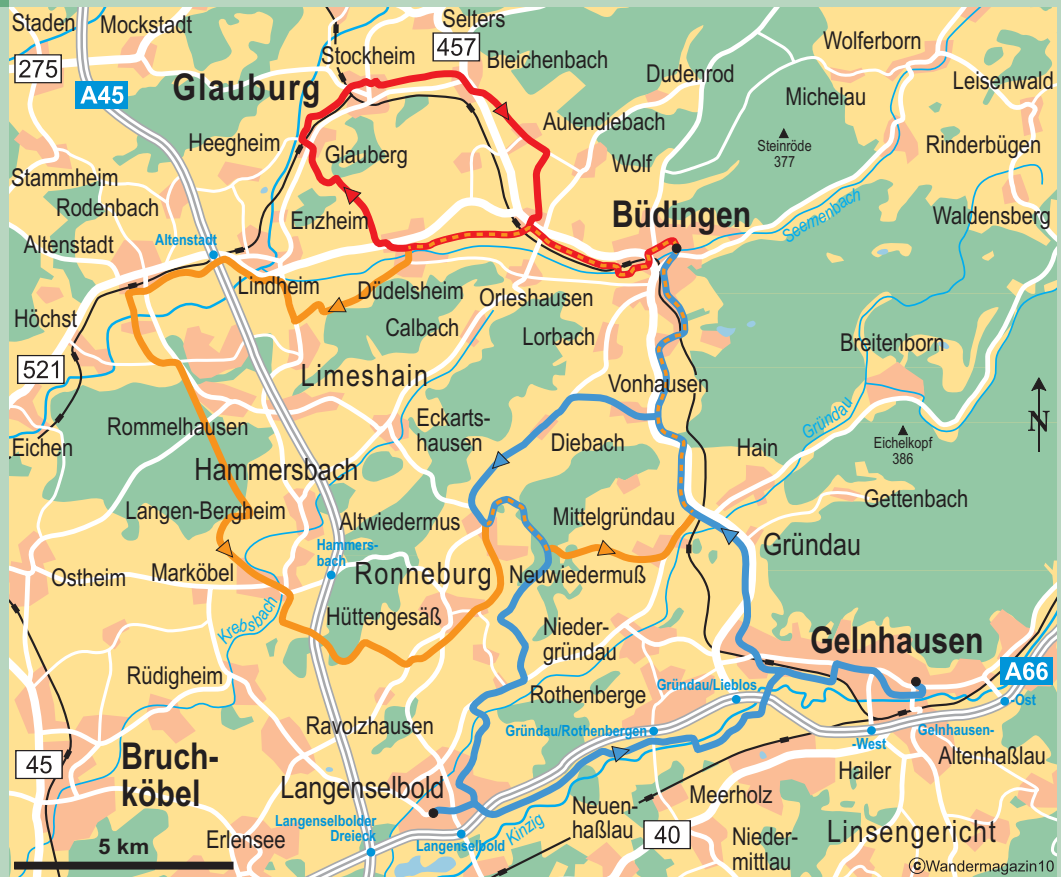 Staden
Mockstadt
Selters
457
275
Stockheim
Bleichenbach
Wolferborn
A45
Glauburg
Dudenrod
Leisenwald
Michelau
Aulendiebach
Heegheim
Glauberg
Steinröde
377
Rinderbügen
Wolf
Stammheim
Rodenbach
Enzheim
Büdingen
Seemenbach
Waldensberg
Altenstadt
Altenstadt
Lindheim
Düdelsheim
Orleshausen
Höchst
Calbach
Lorbach
Breitenborn
521
Limeshain
Vonhausen
Eckarts-
hausen
Gründau
Rommelhausen
Diebach
Eichen
Hain
Eichelkopf
386
N
Hammersbach
Gettenbach
Langen-Bergheim
Altwiedermus
Mittelgründau
Hammers-
bach
Gründau
Ostheim
Marköbel
Ronneburg
Neuwiedermuß
Krebsbach
Hüttengesäß
Nieder-
gründau
Gelnhausen
Rüdigheim
Rothenberge
Gründau/Lieblos
A66
-Ost
Ravolzhausen
Gründau/Rothenbergen
Gelnhausen-
-West
Altenhaßlau
45
Bruch-
köbel
Hailer
Langenselbold
Meerholz
Neuen-
haßlau
Langenselbolder
Dreieck
Kinzig
40
Linsengericht
Erlensee
Langenselbold
Nieder-
mittlau
5 km
©Wandermagazin10